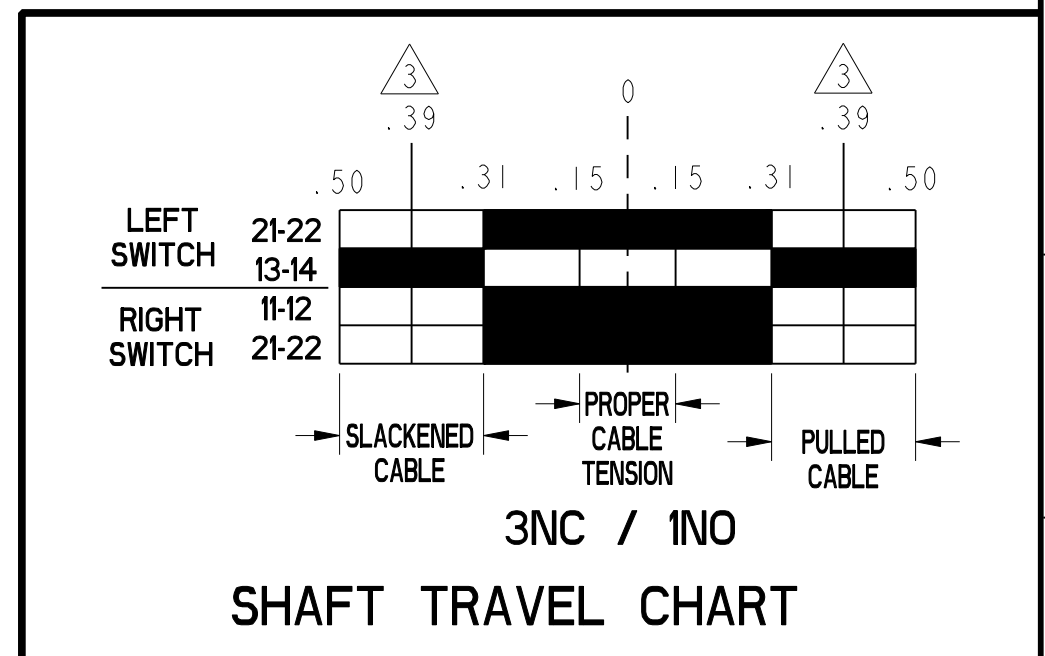 3 3
.39 0 .39
.50 .31 .15 .15 .31 .50
LEFT
SWITCH
21-22
13-14
RIGHT
SWITCH
11-12
21-22
SLACKENED
CABLE
PROPER
CABLE
TENSION
PULLED
CABLE
3NC / 1NO
SHAFT TRAVEL CHART